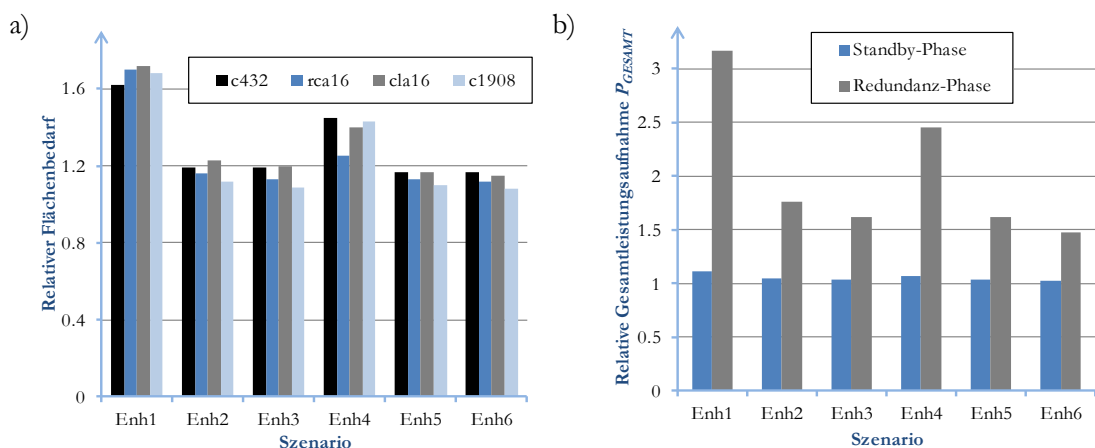 a)
Relativer Flächenbedarf
1.6
1.2
0.8
0.4
0
c432 rca16 cla16 c1908
Enh1 Enh2 Enh3 Enh4 Enh5 Enh6
Szenario
b)
Relative Gesamtleistungsaufnahme P_GESAMT
3
2.5
2
1.5
1
0.5
0
Standby-Phase
Redundanz-Phase
Enh1 Enh2 Enh3 Enh4 Enh5 Enh6
Szenario